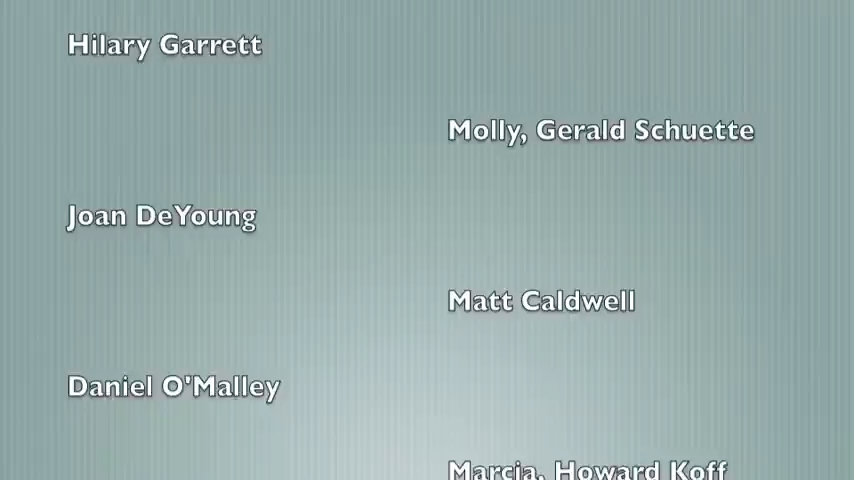 Hilary Garrett
Molly, Gerald Schuette
Joan DeYoung
Matt Caldwell
Daniel O'Malley
Marcia, Howard Koff